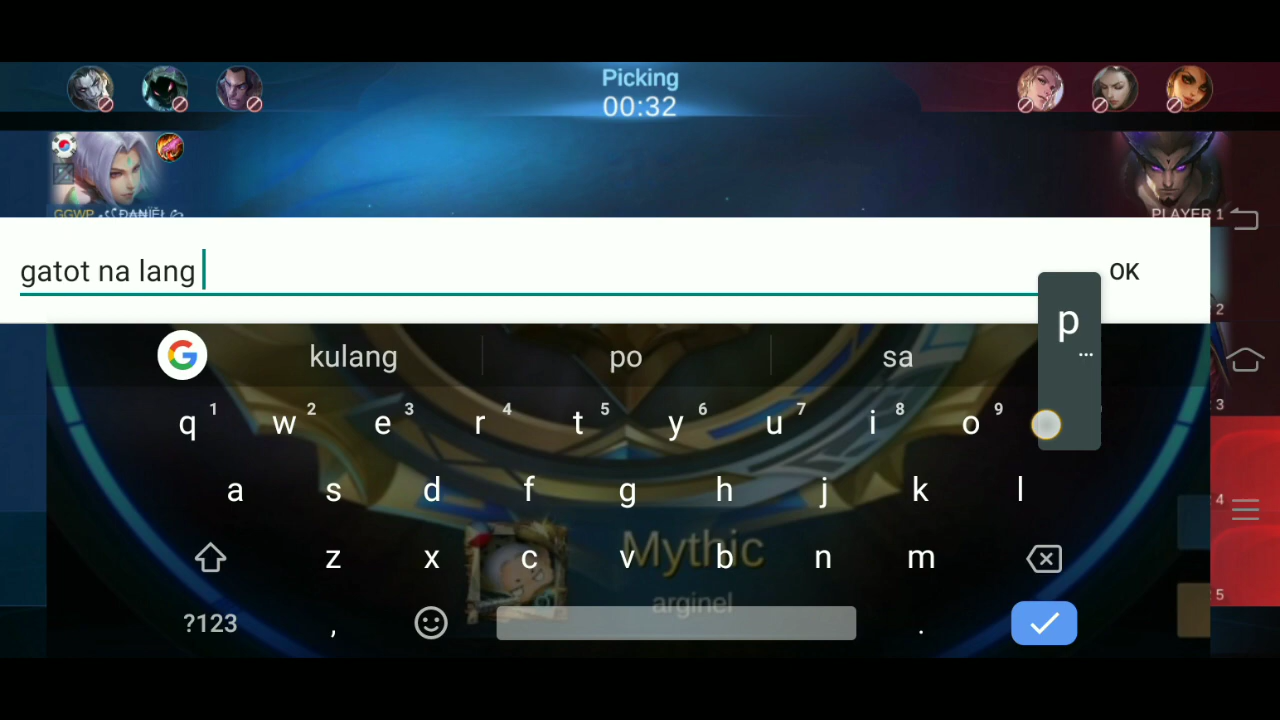 Picking
00:32
GGWP
PLAYER 1
gatot na lang
OK
2
p
...
kulang
po
sa
3
q 1 w 2 e 3 r 4 t 5 y 6 u 7 i 8 o 9
a s d f g h j k l
4
Mythic
z x c v b n m
arginel
5
?123 , .